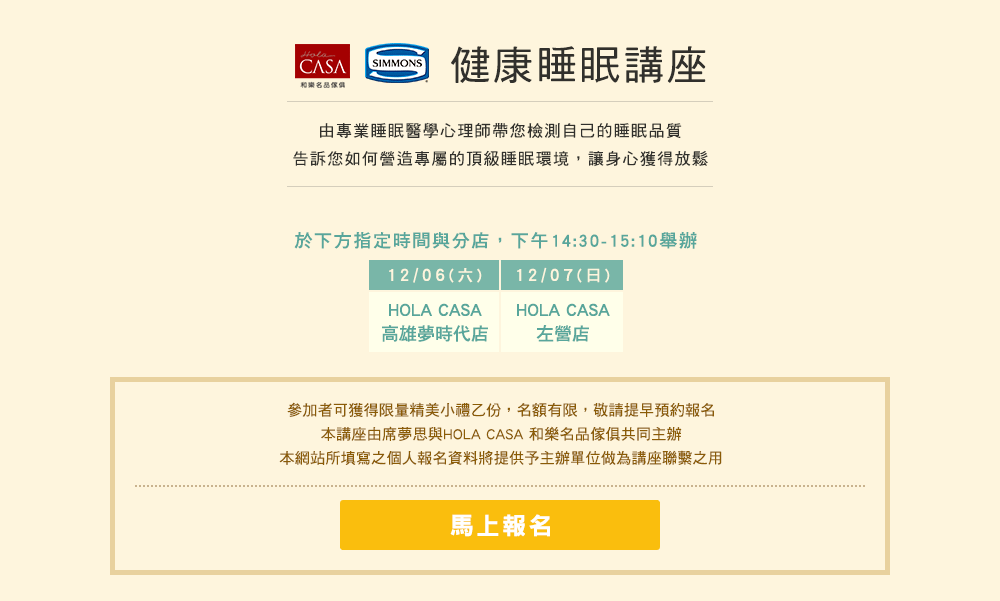 Hola
CASA
和樂名品傢俱
SIMMONS
健康睡眠講座
由專業睡眠醫學心理師帶您檢測自己的睡眠品質
告訴您如何營造專屬的頂級睡眠環境，讓身心獲得放鬆
於下方指定時間與分店，下午14:30-15:10舉辦
12/06(六) 12/07(日)
HOLA CASA HOLA CASA
高雄夢時代店 左營店
參加者可獲得限量精美小禮乙份，名額有限，敬請提早預約報名
本講座由席夢思與HOLA CASA 和樂名品傢俱共同主辦
本網站所填寫之個人報名資料將提供予主辦單位做為講座聯繫之用
馬上報名